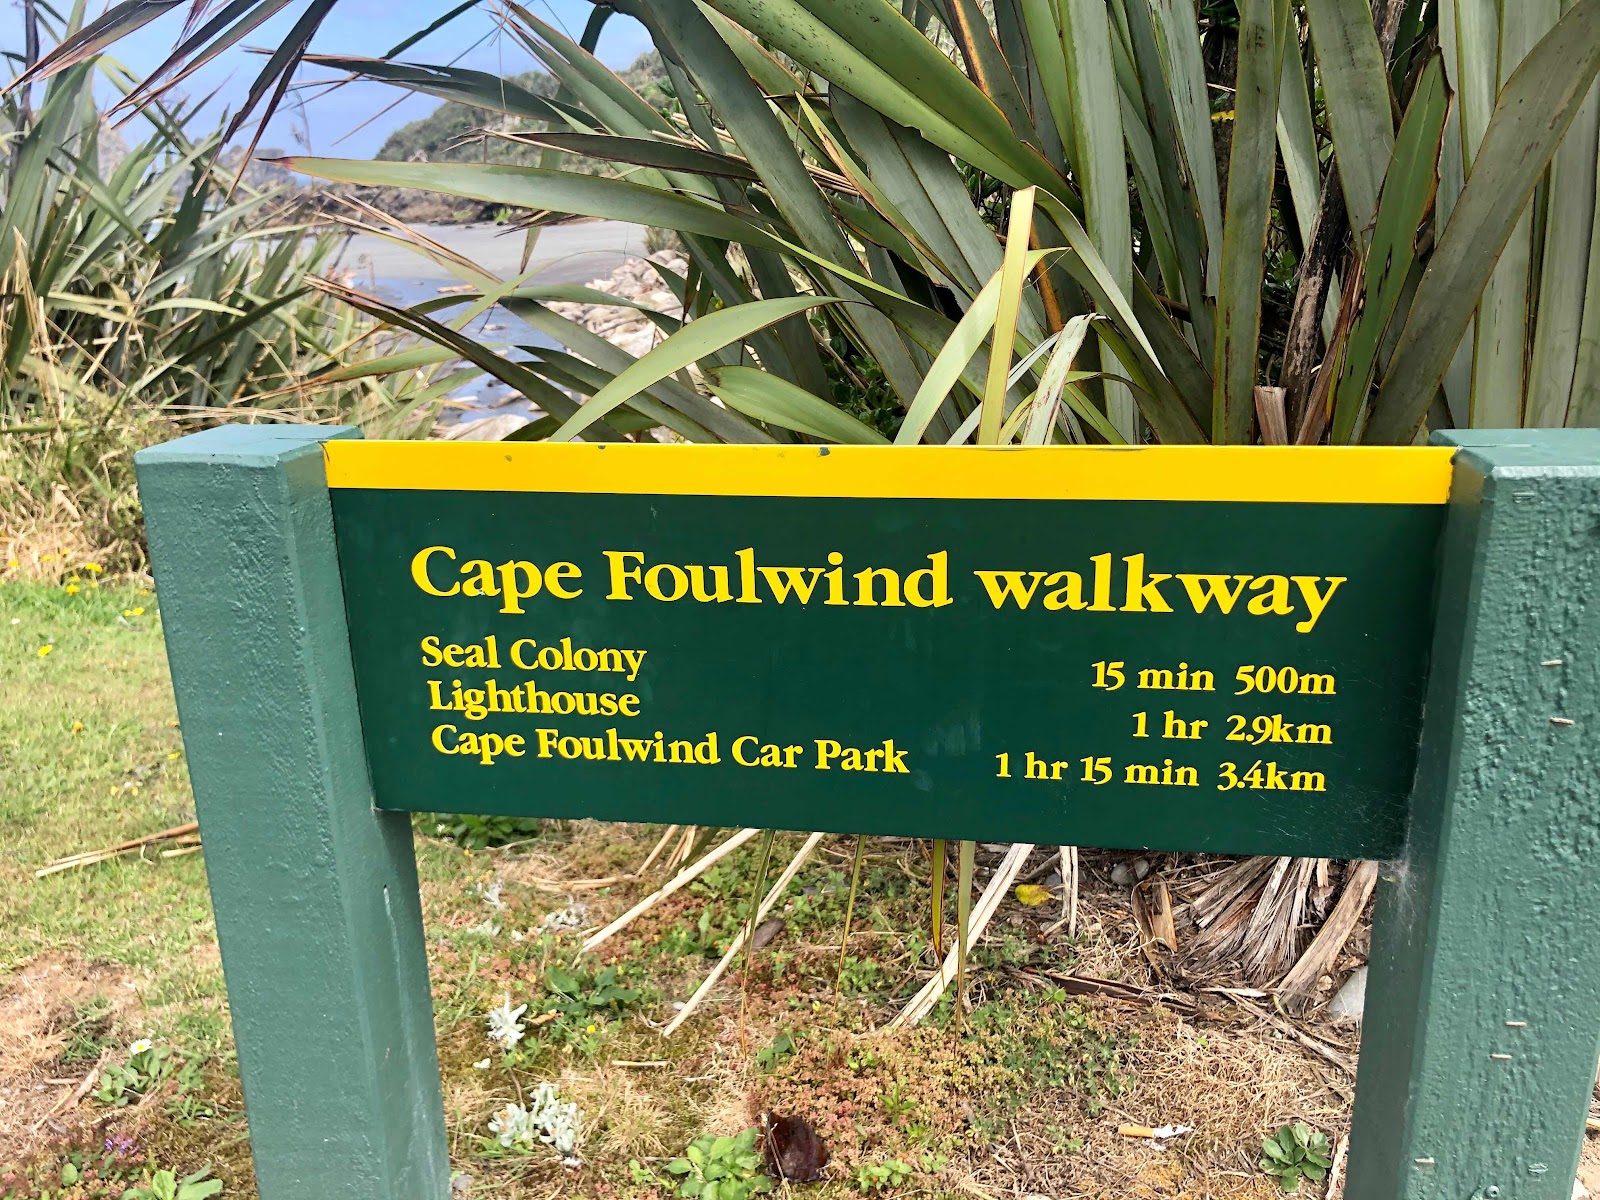 Cape Foulwind walkway
Seal Colony 15 min 500m
Lighthouse 1 hr 2.9km
Cape Foulwind Car Park 1 hr 15 min 3.4km